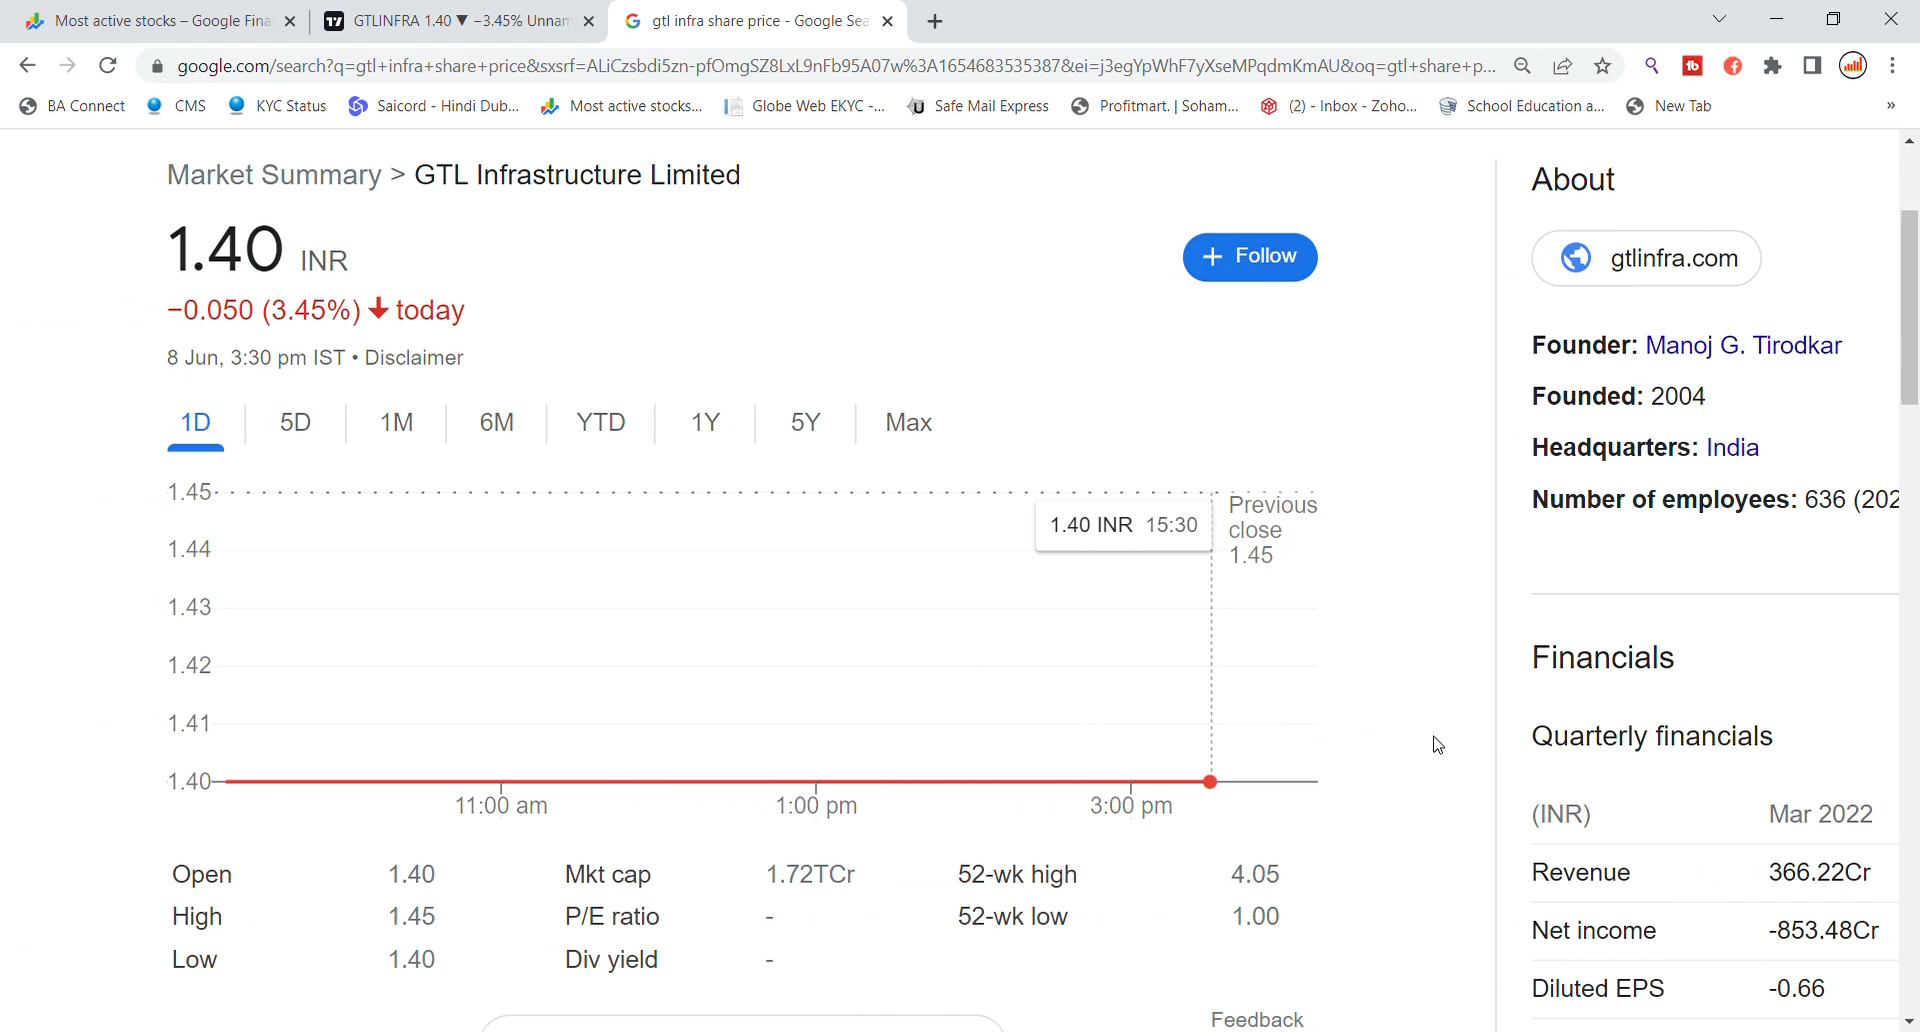 Most active stocks – Google Fina
GTLINFRA 1.40 ▼ −3.45% Unnam
gtl infra share price - Google Sea
google.com/search?q=gtl+infra+share+price&sxsrf=ALiCzsbdi5zn-pfOmgSZ8LxL9nFb95A07w%3A1654683535387&ei=j3egYpWhF7yXseMPqdmKmAU&oq=gtl+share+p...
BA Connect
CMS
KYC Status
Saicord - Hindi Dub...
Most active stocks...
Globe Web EKYC -...
Safe Mail Express
Profitmart. | Soham...
(2) - Inbox - Zoho...
School Education a...
New Tab
»
Market Summary > GTL Infrastructure Limited
1.40 INR
+ Follow
−0.050 (3.45%) ↓ today
8 Jun, 3:30 pm IST • Disclaimer
1D 5D 1M 6M YTD 1Y 5Y Max
1.45
1.44
1.43
1.42
1.41
1.40
1.40 INR 15:30
Previous
close
1.45
11:00 am 1:00 pm 3:00 pm
Open 1.40 Mkt cap 1.72TCr 52-wk high 4.05
High 1.45 P/E ratio - 52-wk low 1.00
Low 1.40 Div yield -
Feedback
About
gtlinfra.com
Founder: Manoj G. Tirodkar
Founded: 2004
Headquarters: India
Number of employees: 636 (202
Financials
Quarterly financials
(INR) Mar 2022
Revenue 366.22Cr
Net income -853.48Cr
Diluted EPS -0.66